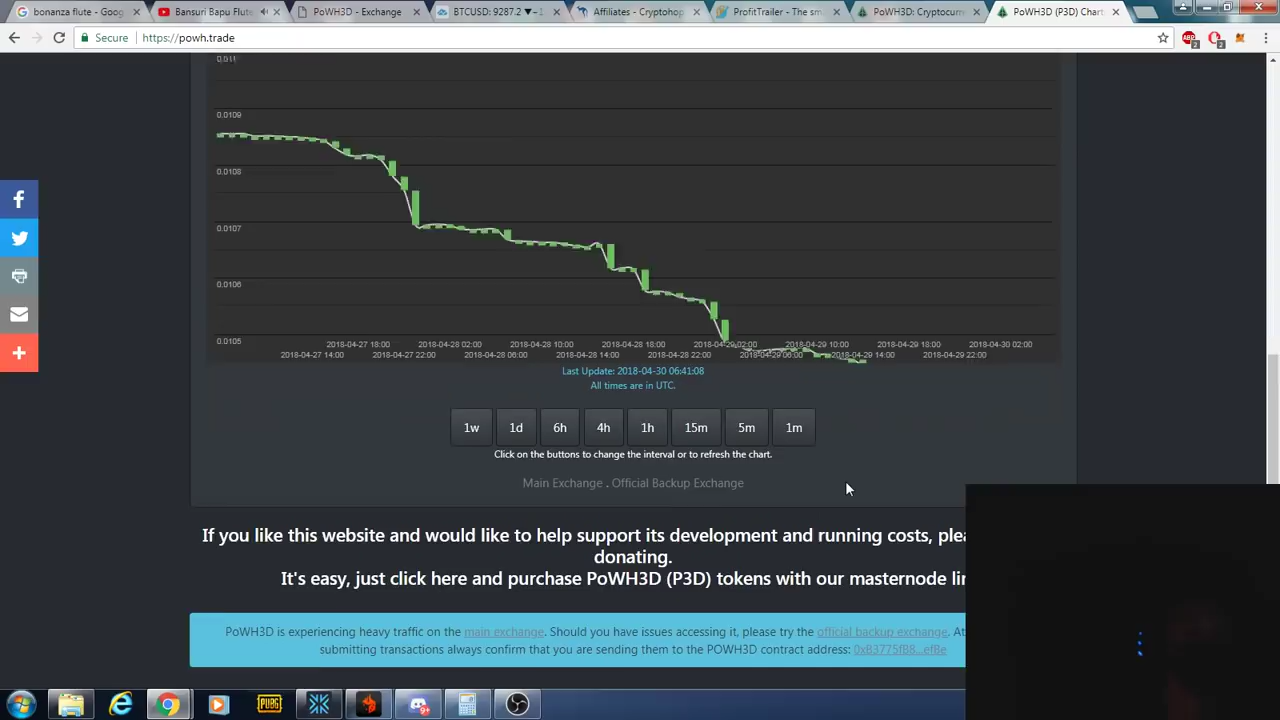 bonanza flute - Goog
Bansuri Bapu Flute
PoWH3D - Exchange
BTCUSD: 9287.2 ▼−1
Affiliates - Cryptohop
ProfitTrailer - The sm
PoWH3D: Cryptocurr
PoWH3D (P3D) Chart
Secure
https://powh.trade
2
2
0.011
0.0109
0.0108
0.0107
0.0106
0.0105
2018-04-27 18:00
2018-04-28 02:00
2018-04-28 10:00
2018-04-28 18:00
2018-04-29 02:00
2018-04-29 10:00
2018-04-29 18:00
2018-04-30 02:00
2018-04-27 14:00
2018-04-27 22:00
2018-04-28 06:00
2018-04-28 14:00
2018-04-28 22:00
2018-04-29 06:00
2018-04-29 14:00
2018-04-29 22:00
Last Update: 2018-04-30 06:41:08
All times are in UTC.
1w
1d
6h
4h
1h
15m
5m
1m
Click on the buttons to change the interval or to refresh the chart.
Main Exchange . Official Backup Exchange
If you like this website and would like to help support its development and running costs, plea
donating.
It's easy, just click here and purchase PoWH3D (P3D) tokens with our masternode lin
PoWH3D is experiencing heavy traffic on the main exchange. Should you have issues accessing it, please try the official backup exchange. At
submitting transactions always confirm that you are sending them to the POWH3D contract address: 0xB3775fB8...ef8e
PUBG